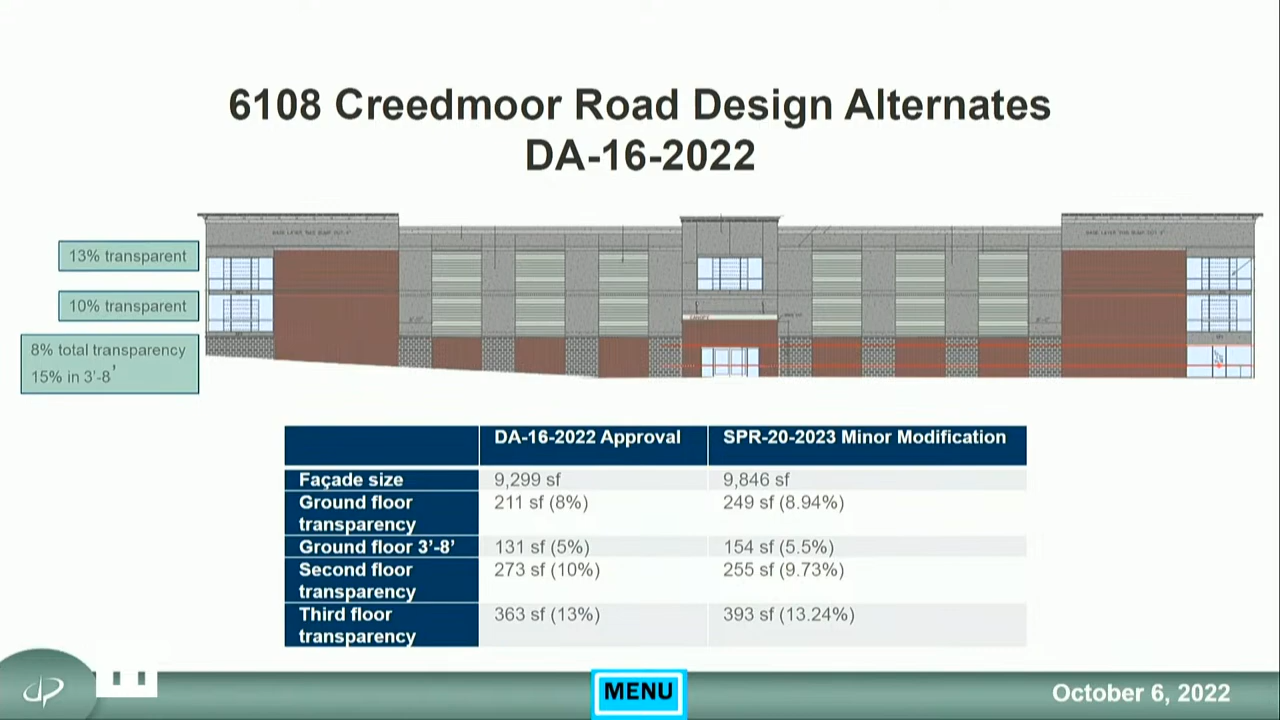 6108 Creedmoor Road Design Alternates
DA-16-2022
13% transparent
10% transparent
8% total transparency
15% in 3'-8'
CANOPY
DA-16-2022 Approval SPR-20-2023 Minor Modification
Façade size 9,299 sf 9,846 sf
Ground floor transparency 211 sf (8%) 249 sf (8.94%)
Ground floor 3'-8' 131 sf (5%) 154 sf (5.5%)
Second floor transparency 273 sf (10%) 255 sf (9.73%)
Third floor transparency 363 sf (13%) 393 sf (13.24%)
MENU
October 6, 2022